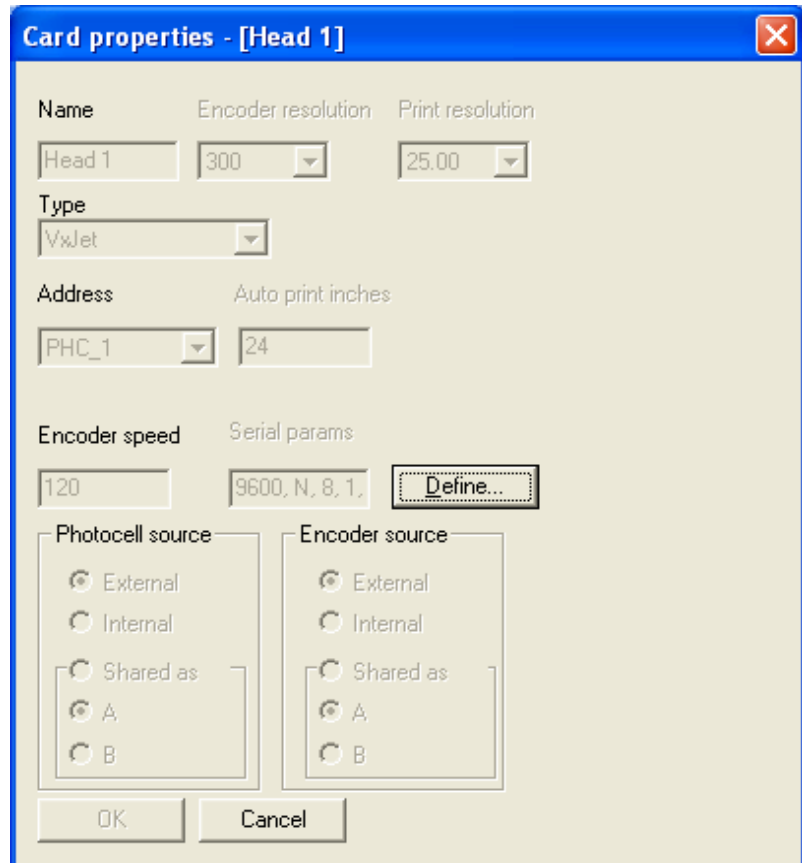 Card properties - [Head 1]
Name Encoder resolution Print resolution
Head 1 300 25.00
Type
VxJet
Address Auto print inches
PHC_1 24
Encoder speed Serial params
120 9600, N, 8, 1, Define...
Photocell source Encoder source
External External
Internal Internal
Shared as Shared as
A A
B B
OK Cancel